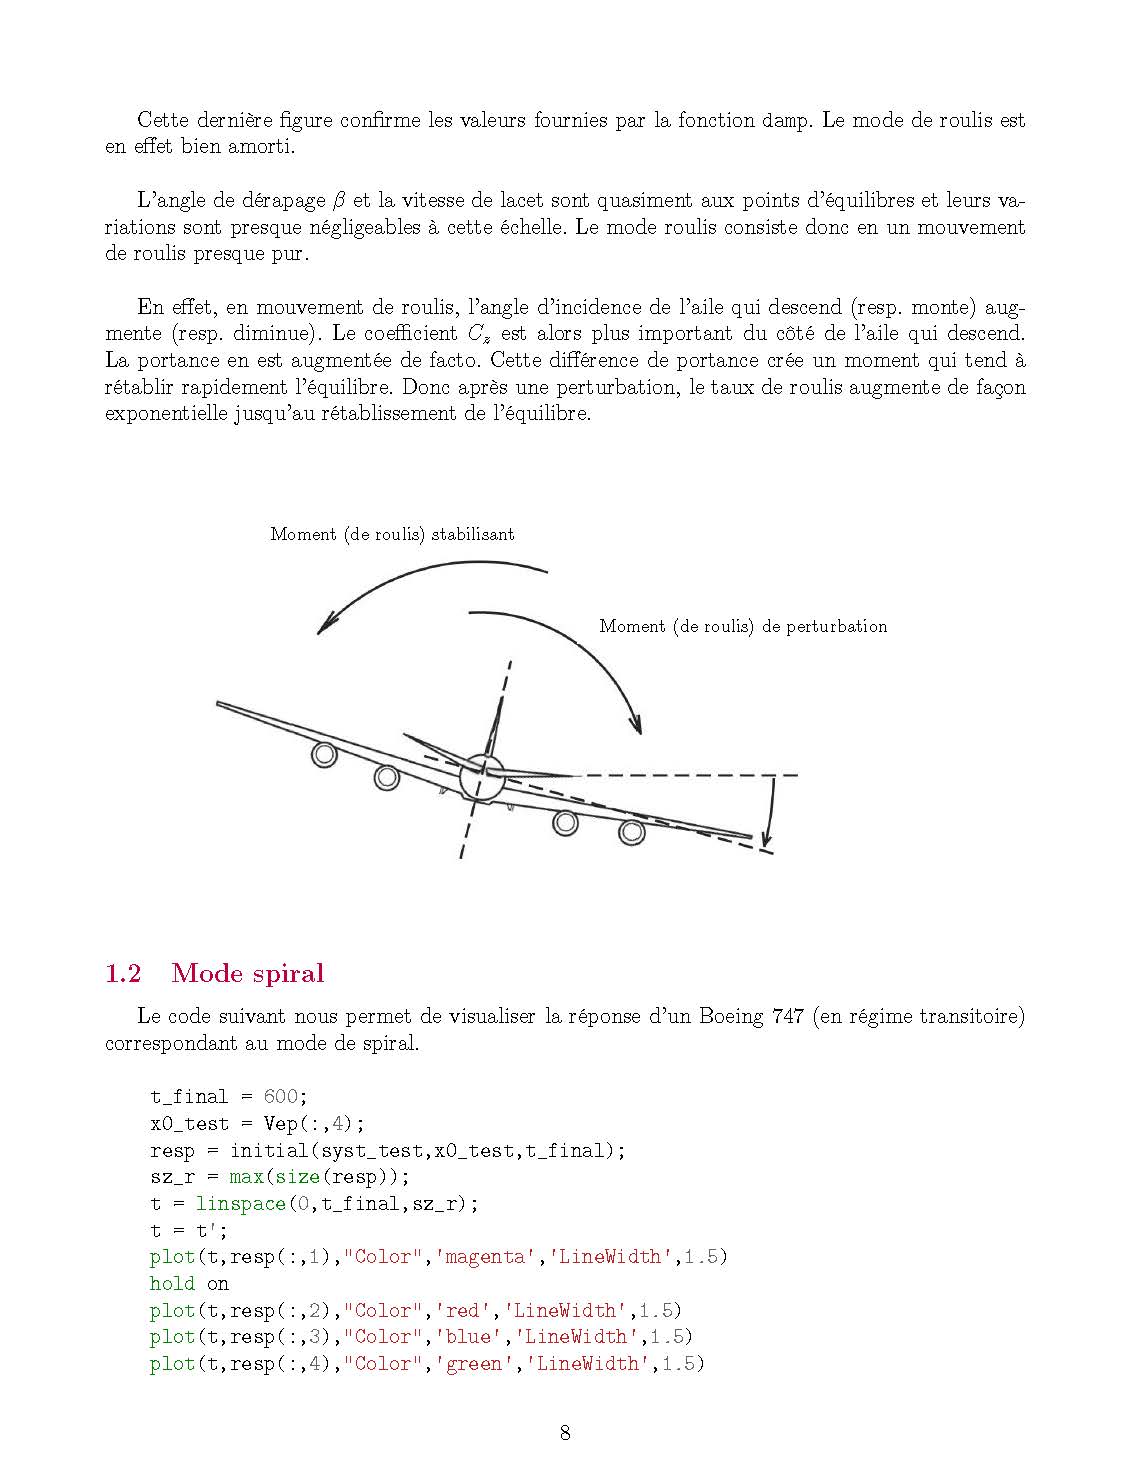 Cette dernière figure confirme les valeurs fournies par la fonction damp. Le mode de roulis est
en effet bien amorti.
L'angle de dérapage β et la vitesse de lacet sont quasiment aux points d'équilibres et leurs va-
riations sont presque négligeables à cette échelle. Le mode roulis consiste donc en un mouvement
de roulis presque pur.
En effet, en mouvement de roulis, l'angle d'incidence de l'aile qui descend (resp. monte) aug-
mente (resp. diminue). Le coefficient C_z est alors plus important du côté de l'aile qui descend.
La portance en est augmentée de facto. Cette différence de portance crée un moment qui tend à
rétablir rapidement l'équilibre. Donc après une perturbation, le taux de roulis augmente de façon
exponentielle jusqu'au rétablissement de l'équilibre.
Moment (de roulis) stabilisant
Moment (de roulis) de perturbation
1.2 Mode spiral
Le code suivant nous permet de visualiser la réponse d'un Boeing 747 (en régime transitoire)
correspondant au mode de spiral.
t_final = 600;
x0_test = Vep(:,4);
resp = initial(syst_test,x0_test,t_final);
sz_r = max(size(resp));
t = linspace(0,t_final,sz_r);
t = t';
plot(t,resp(:,1),"Color",'magenta','LineWidth',1.5)
hold on
plot(t,resp(:,2),"Color",'red','LineWidth',1.5)
plot(t,resp(:,3),"Color",'blue','LineWidth',1.5)
plot(t,resp(:,4),"Color",'green','LineWidth',1.5)
8